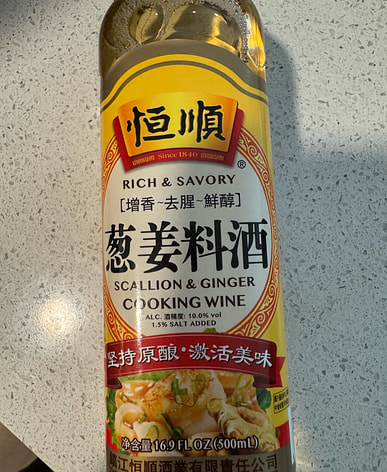 恒順
Since 1840
®
RICH & SAVORY
[增香~去腥~鮮醇]
葱姜料酒
SCALLION & GINGER
COOKING WINE
ALC. 酒精度: 10.0% vol
1.5% SALT ADDED
坚持原酿·激活美味
净含量 16.9 FL OZ (500mL)
江恒順酒業有限公司